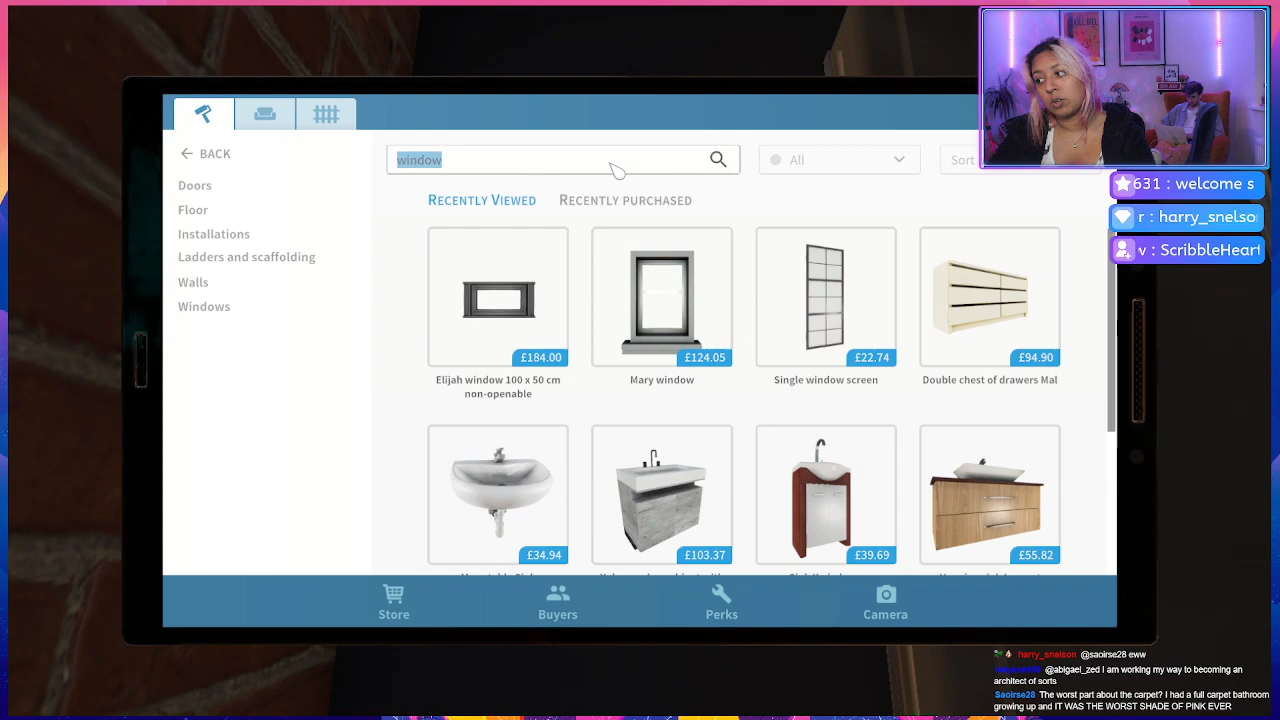 BACK
Doors
Floor
Installations
Ladders and scaffolding
Walls
Windows
window
All
Sort
RECENTLY VIEWED
RECENTLY PURCHASED
£184.00
£124.05
£22.74
£94.90
Elijah window 100 x 50 cm
non-openable
Mary window
Single window screen
Double chest of drawers Mal
£34.94
£103.37
£39.69
£55.82
Store
Buyers
Perks
Camera
KILL BILL
631 : welcome s
r : harry_snelso
v : ScribbleHeart
harry_snelson @saoirse28 eww
@abigael_zed I am working my way to becoming an
architect of sorts
Saoirse28 The worst part about the carpet? I had a full carpet bathroom
growing up and IT WAS THE WORST SHADE OF PINK EVER